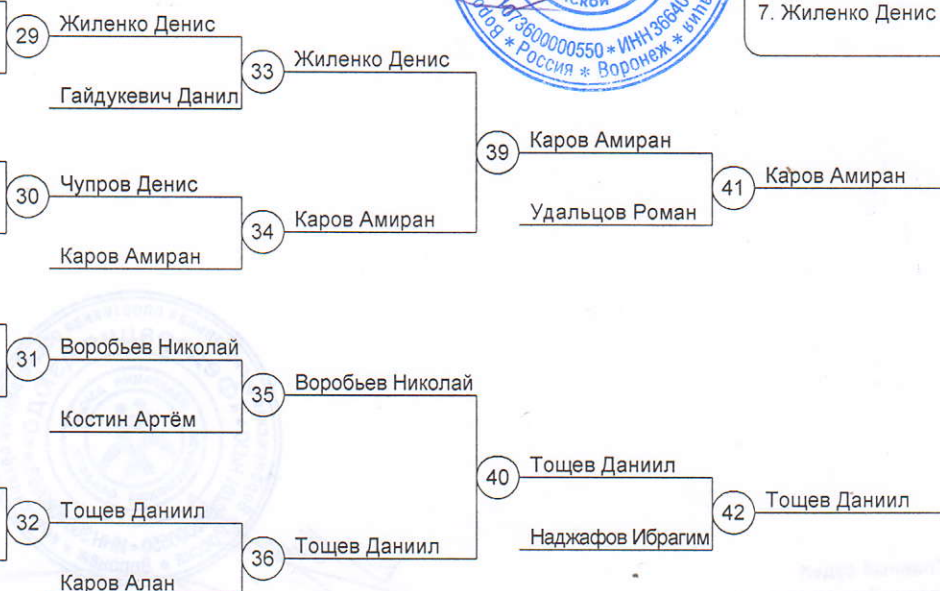 29
Жиленко Денис
Гайдукевич Данил
33
Жиленко Денис
30
Чупров Денис
Каров Амиран
34
Каров Амиран
39
Каров Амиран
Удальцов Роман
41
Каров Амиран
31
Воробьев Николай
Костин Артём
35
Воробьев Николай
32
Тощев Даниил
Каров Алан
36
Тощев Даниил
40
Тощев Даниил
Наджафов Ибрагим
42
Тощев Даниил
7. Жиленко Денис
Россия * Воронеж *